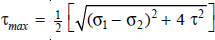 τmax = 1/2 [√((σ1 − σ2)² + 4 τ²)]